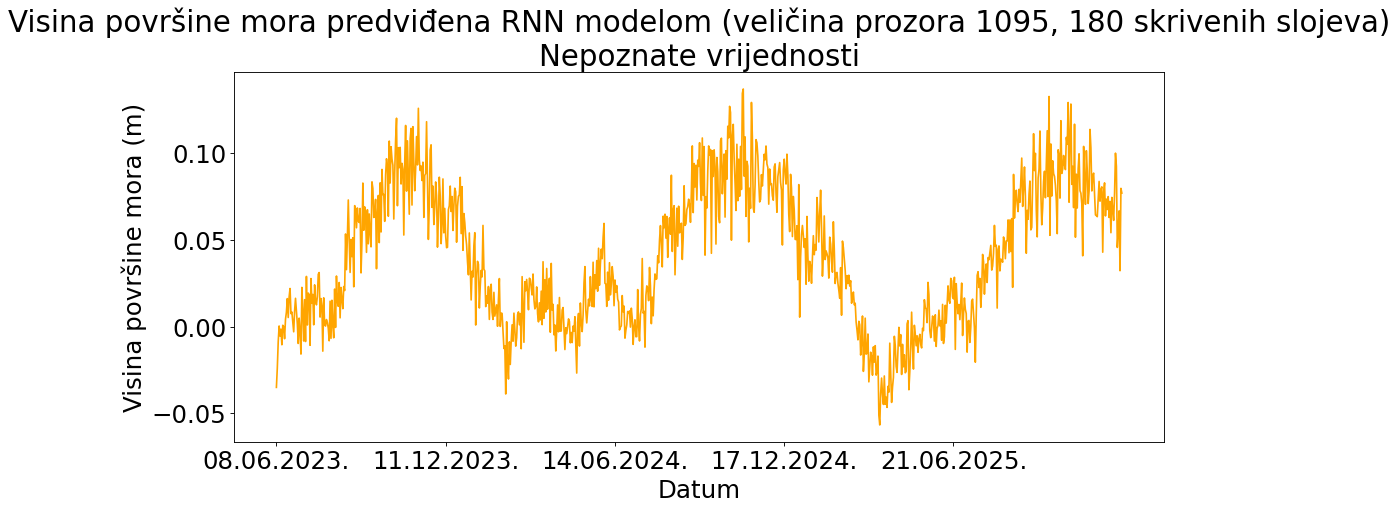 Visina površine mora predviđena RNN modelom (veličina prozora 1095, 180 skrivenih slojeva)
Nepoznate vrijednosti
Visina površine mora (m)
0.10
0.05
0.00
−0.05
08.06.2023. 11.12.2023. 14.06.2024. 17.12.2024. 21.06.2025.
Datum